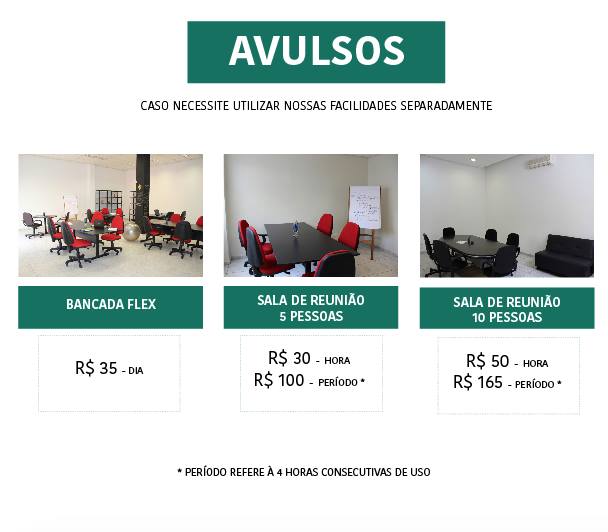 AVULSOS
CASO NECESSITE UTILIZAR NOSSAS FACILIDADES SEPARADAMENTE
BANCADA FLEX
R$ 35 - DIA
SALA DE REUNIÃO
5 PESSOAS
R$ 30 - HORA
R$ 100 - PERÍODO *
SALA DE REUNIÃO
10 PESSOAS
R$ 50 - HORA
R$ 165 - PERÍODO *
* PERÍODO REFERE À 4 HORAS CONSECUTIVAS DE USO